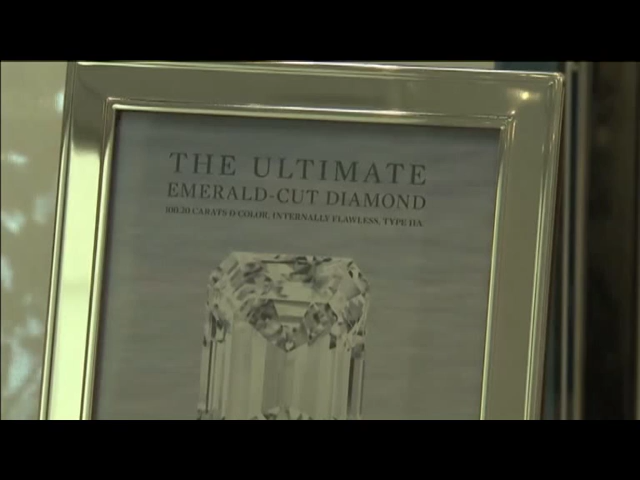 THE ULTIMATE
EMERALD-CUT DIAMOND
100.20 CARATS D COLOR, INTERNALLY FLAWLESS, TYPE IIA